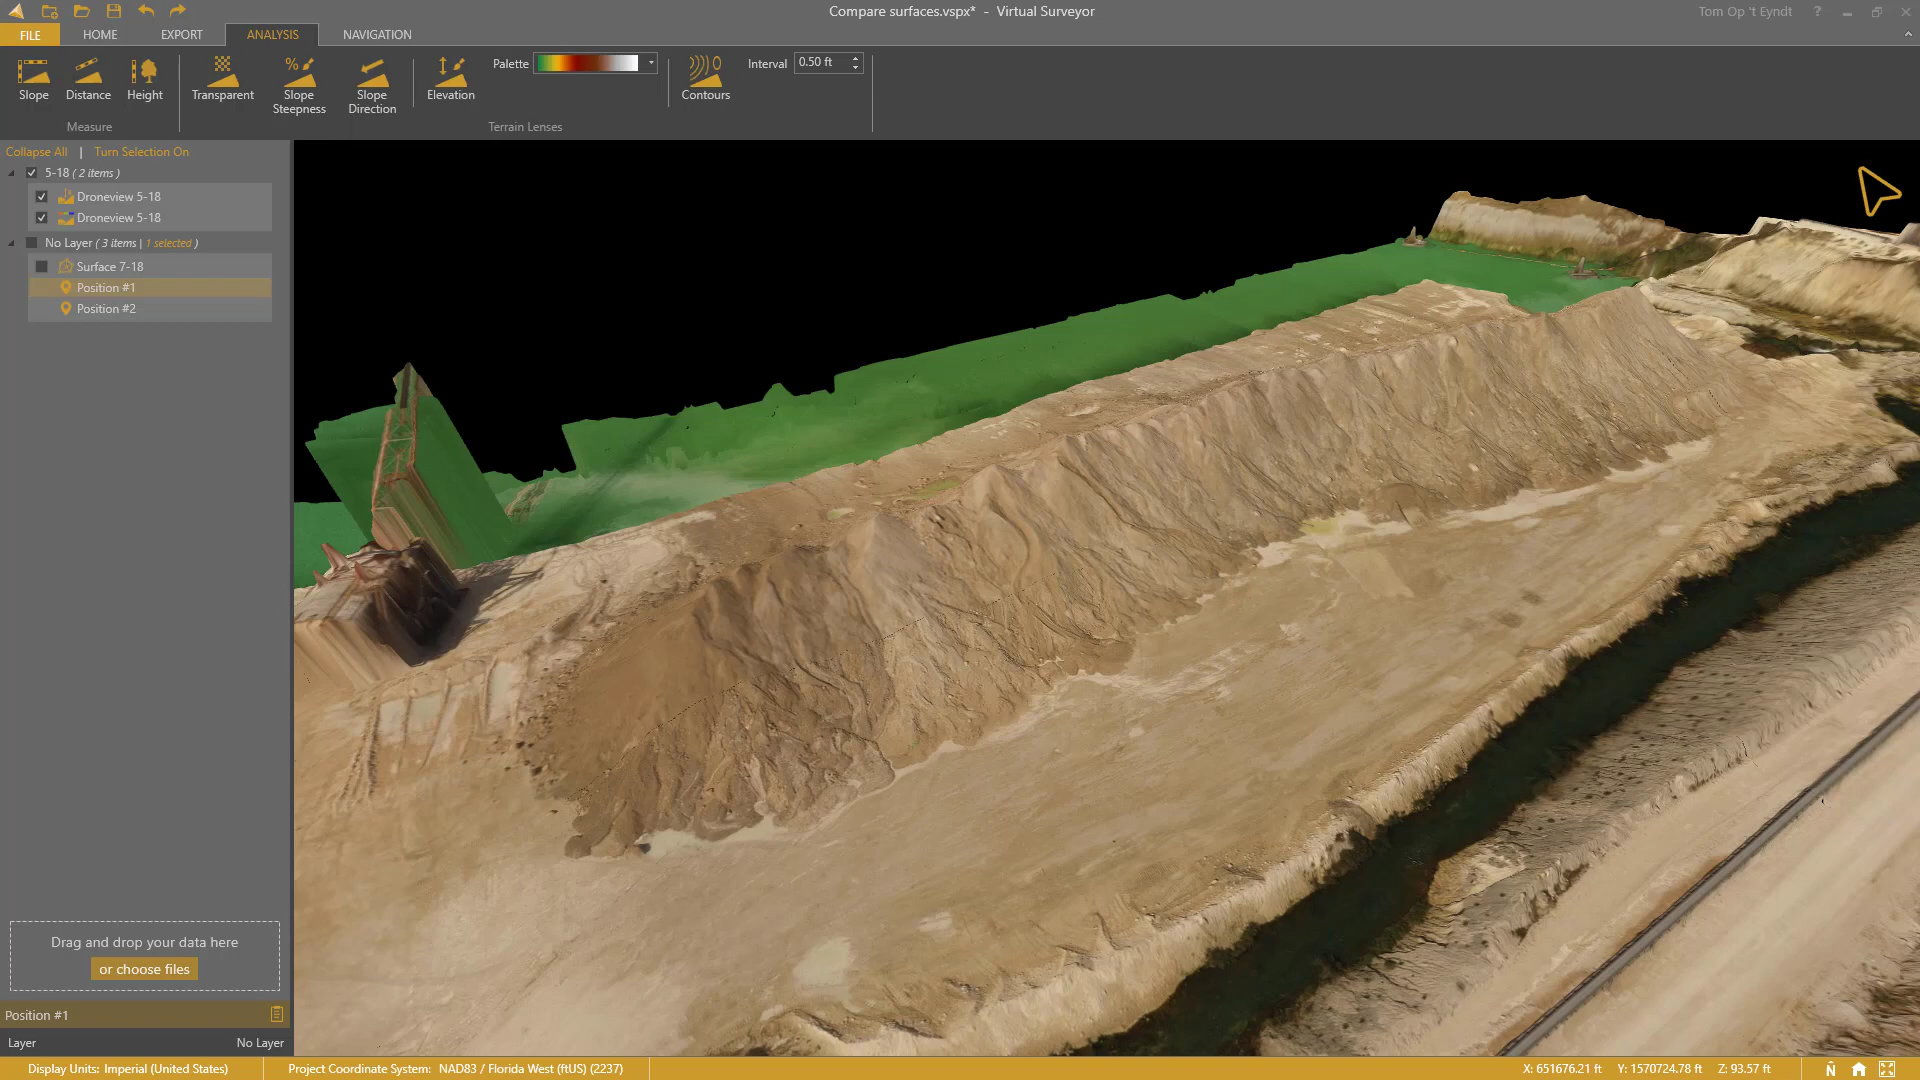 Compare surfaces.vspx* - Virtual Surveyor
Tom Op 't Eyndt ?
FILE HOME EXPORT ANALYSIS NAVIGATION
Slope
Distance
Height
Measure
Transparent
Slope Steepness
Slope Direction
Elevation
Palette
Contours
Interval 0.50 ft
Terrain Lenses
Collapse All | Turn Selection On
5-18 ( 2 items )
Droneview 5-18
Droneview 5-18
No Layer ( 3 items | 1 selected )
Surface 7-18
Position #1
Position #2
Drag and drop your data here
or choose files
Position #1
Layer No Layer
Display Units: Imperial (United States) Project Coordinate System: NAD83 / Florida West (ftUS) (2237) X: 651676.21 ft Y: 1570724.78 ft Z: 93.57 ft N